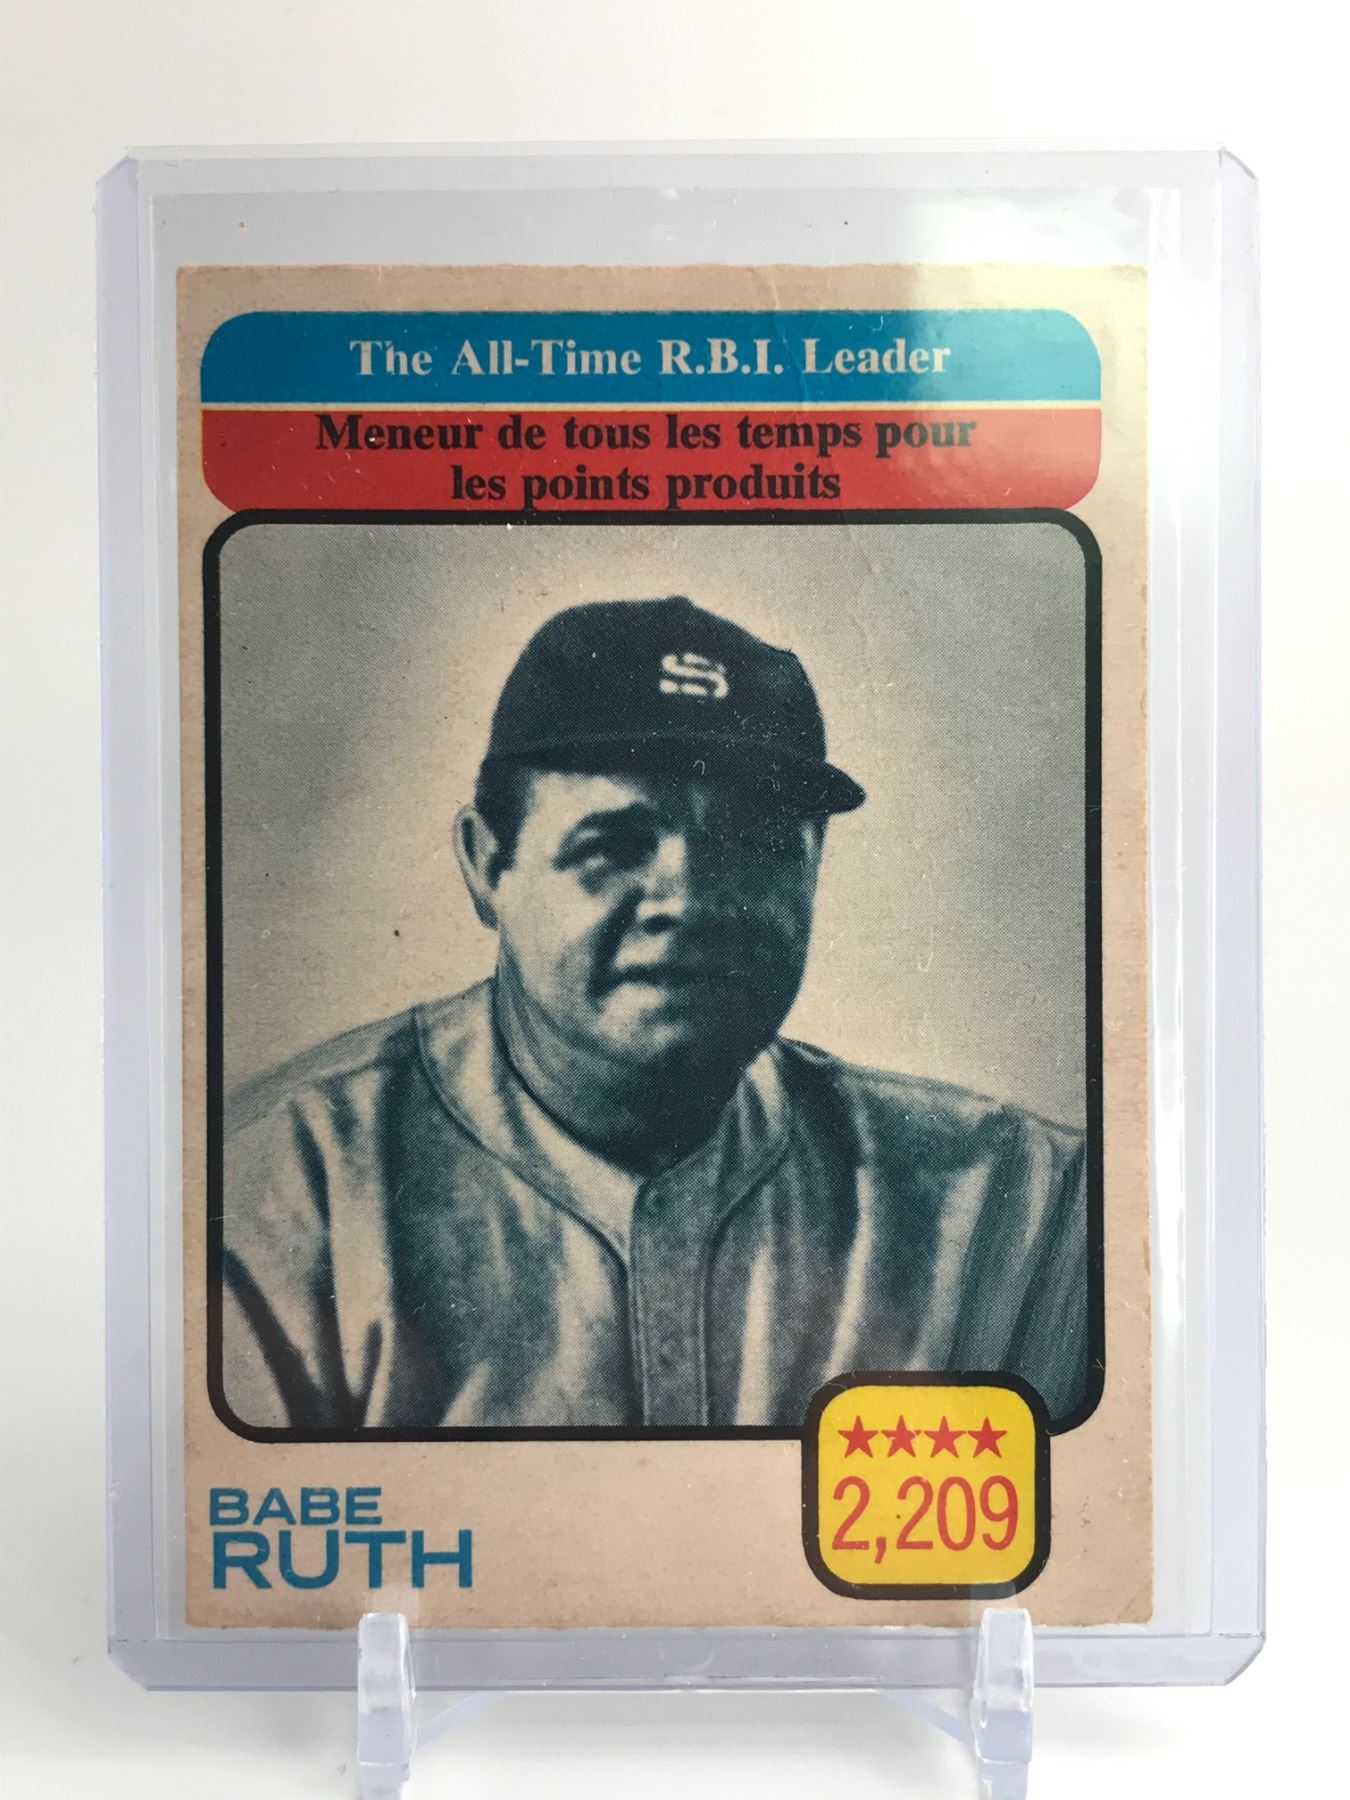 The All-Time R.B.I. Leader
Meneur de tous les temps pour
les points produits
S
BABE
RUTH
2,209